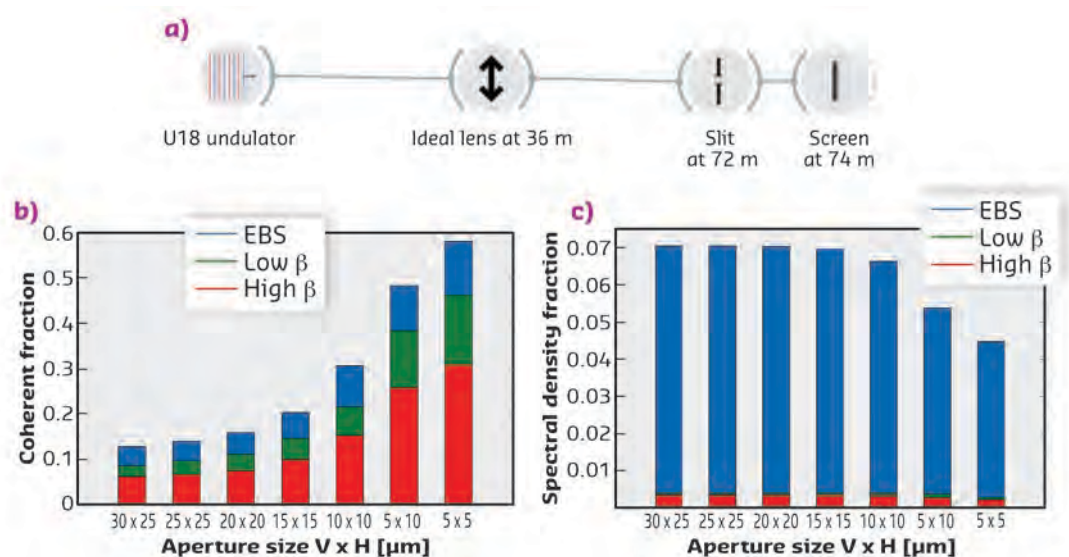 a)
U18 undulator
Ideal lens at 36 m
Slit
at 72 m
Screen
at 74 m
b)
EBS
Low β
High β
Coherent fraction
0.6
0.5
0.4
0.3
0.2
0.1
0
30 x 25
25 x 25
20 x 20
15 x 15
10 x 10
5 x 10
5 x 5
Aperture size V x H [µm]
c)
EBS
Low β
High β
Spectral density fraction
0.07
0.06
0.05
0.04
0.03
0.02
0.01
30 x 25
25 x 25
20 x 20
15 x 15
10 x 10
5 x 10
5 x 5
Aperture size V x H [µm]